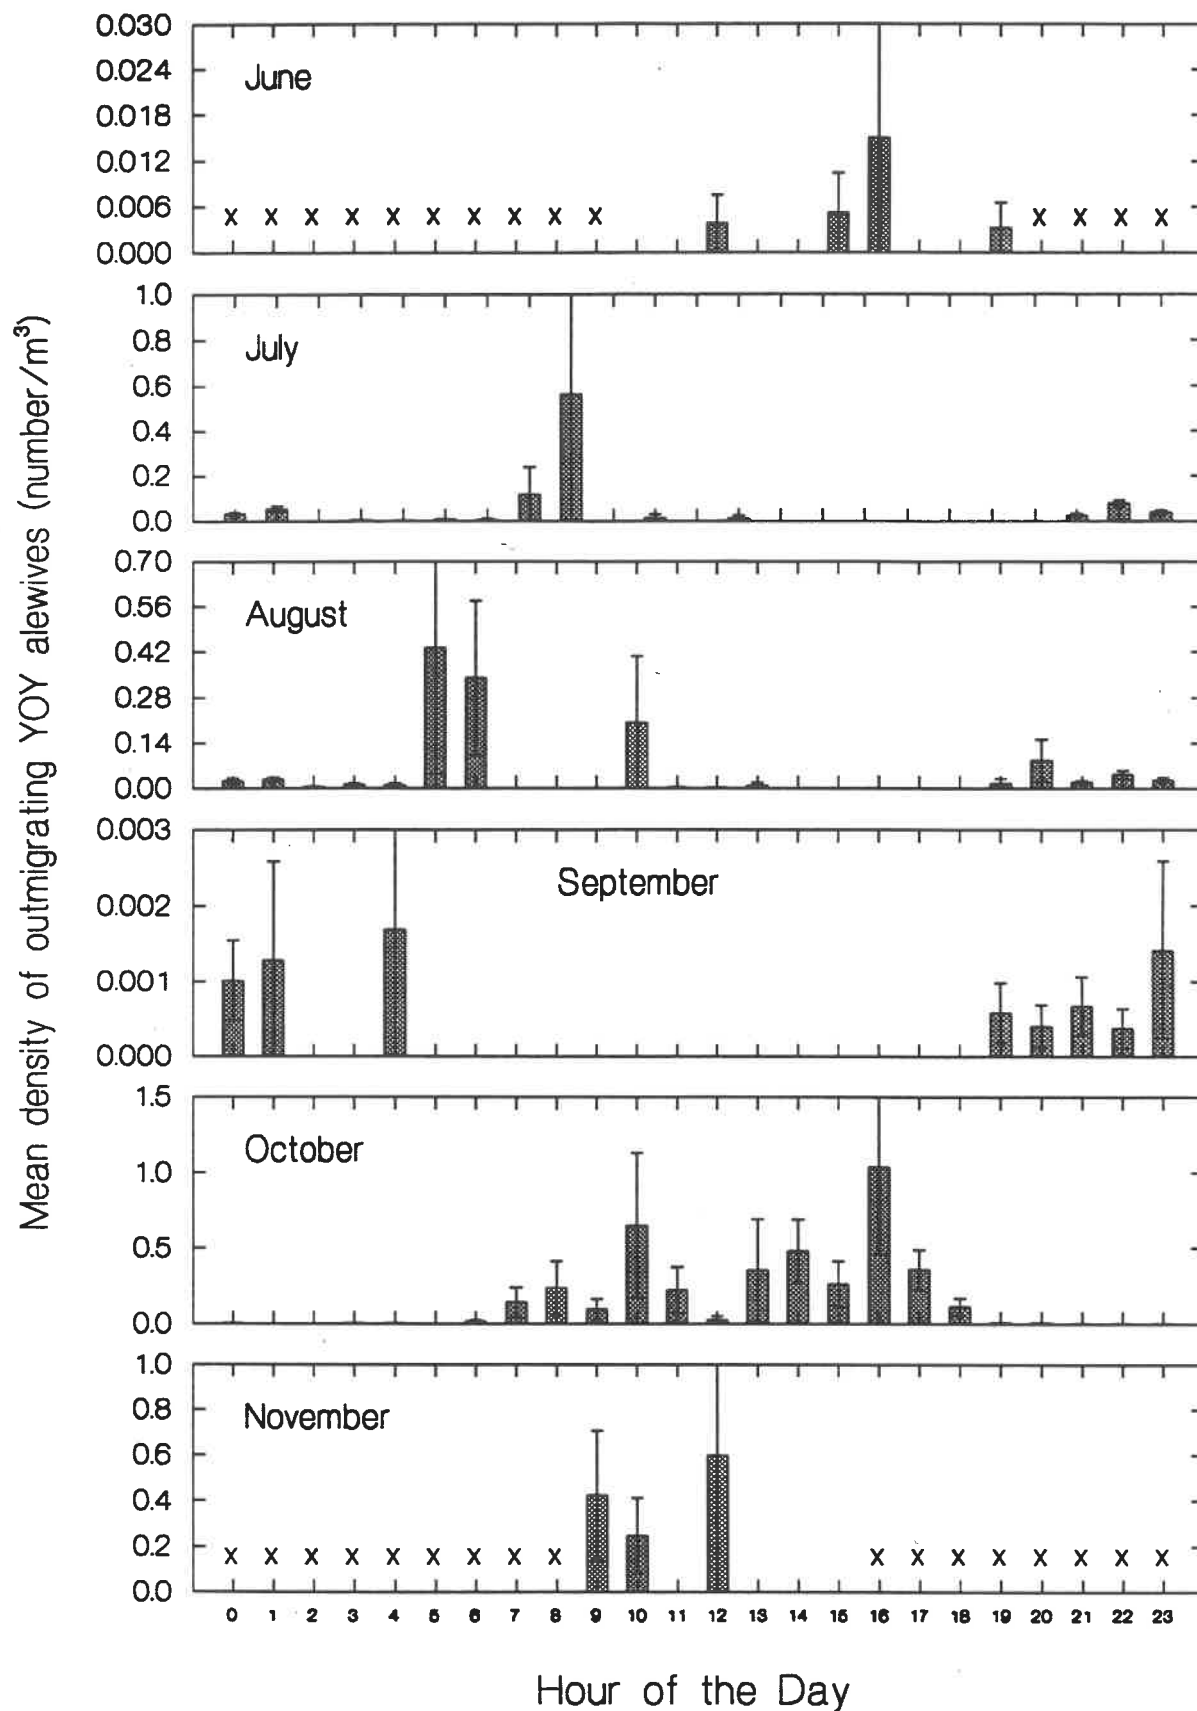 Mean density of outmigrating YOY alewives (number/m³)
0.030
0.024
0.018
0.012
0.006
0.000
June
X X X X X X X X X X X X X X
1.0
0.8
0.6
0.4
0.2
0.0
July
0.70
0.56
0.42
0.28
0.14
0.00
August
0.003
0.002
0.001
0.000
September
1.5
1.0
0.5
0.0
October
1.0
0.8
0.6
0.4
0.2
0.0
November
X X X X X X X X X X X X X X X X X
0 1 2 3 4 5 6 7 8 9 10 11 12 13 14 15 16 17 18 19 20 21 22 23
Hour of the Day